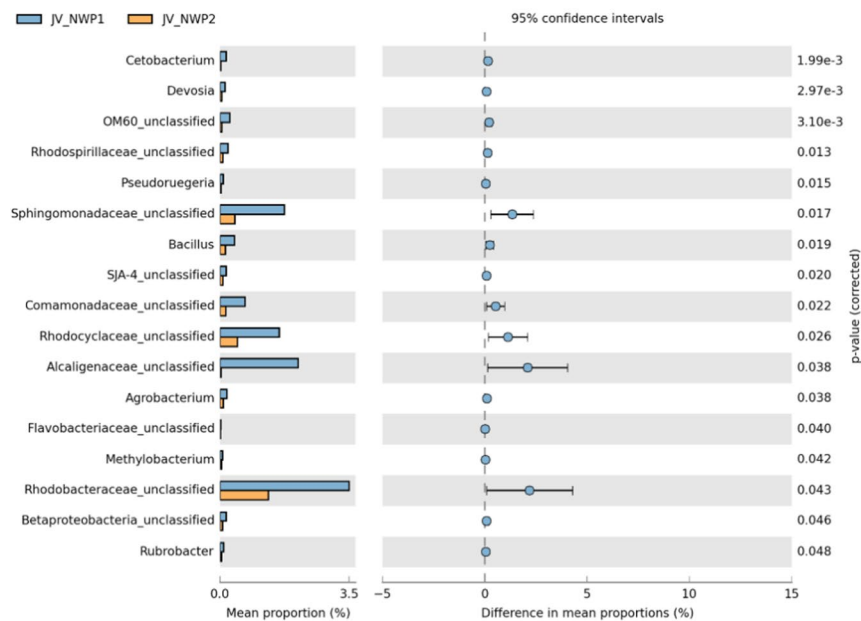 JV_NWP1 JV_NWP2 95% confidence intervals
Cetobacterium 1.99e-3
Devosia 2.97e-3
OM60_unclassified 3.10e-3
Rhodospirillaceae_unclassified 0.013
Pseudoruegeria 0.015
Sphingomonadaceae_unclassified 0.017
Bacillus 0.019
SJA-4_unclassified 0.020
Comamonadaceae_unclassified 0.022
Rhodocyclaceae_unclassified 0.026
Alcaligenaceae_unclassified 0.038
Agrobacterium 0.038
Flavobacteriaceae_unclassified 0.040
Methylobacterium 0.042
Rhodobacteraceae_unclassified 0.043
Betaproteobacteria_unclassified 0.046
Rubrobacter 0.048
p-value (corrected)
0.0 3.5 −5 0 5 10 15
Mean proportion (%) Difference in mean proportions (%)